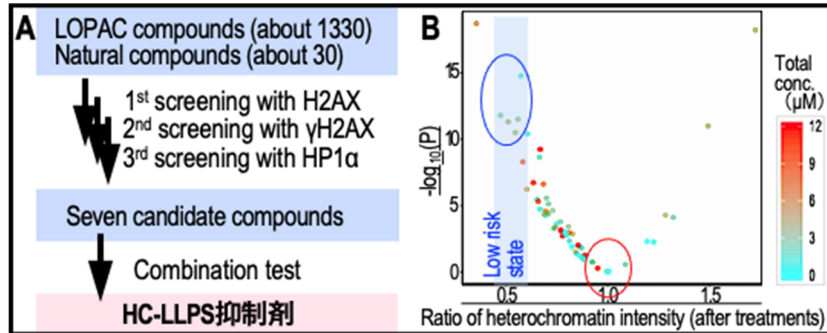 A
LOPAC compounds (about 1330)
Natural compounds (about 30)
1st screening with H2AX
2nd screening with γH2AX
3rd screening with HP1α
Seven candidate compounds
Combination test
HC-LLPS抑制剤
B
-log10(P)
15
10
5
0
Low risk
state
0.5
1.0
1.5
Ratio of heterochromatin intensity (after treatments)
Total
conc.
(μM)
12
9
6
3
0